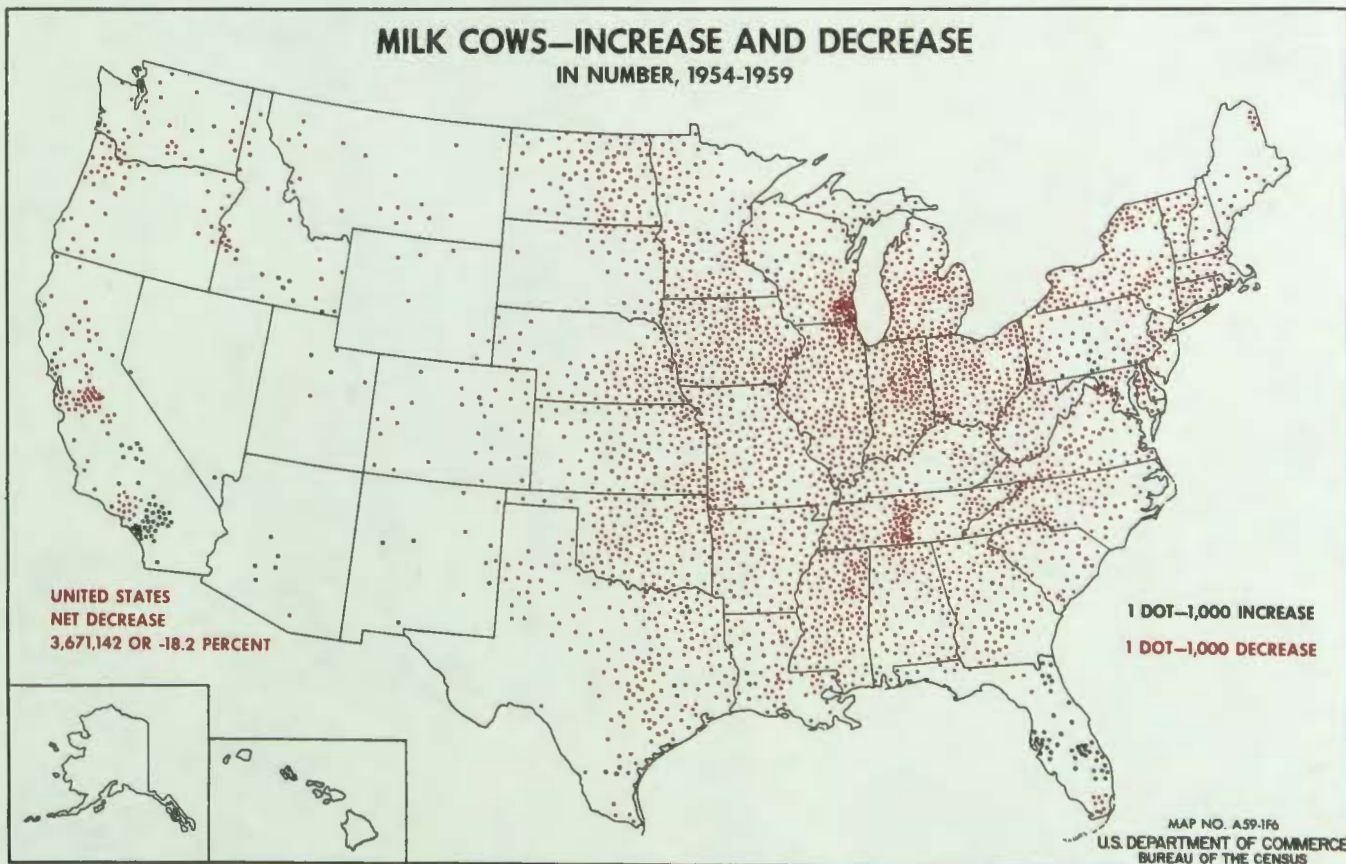 MILK COWS—INCREASE AND DECREASE
IN NUMBER, 1954-1959
UNITED STATES
NET DECREASE
3,671,142 OR -18.2 PERCENT
1 DOT—1,000 INCREASE
1 DOT—1,000 DECREASE
MAP NO. A59-1F6
U.S. DEPARTMENT OF COMMERCE
BUREAU OF THE CENSUS